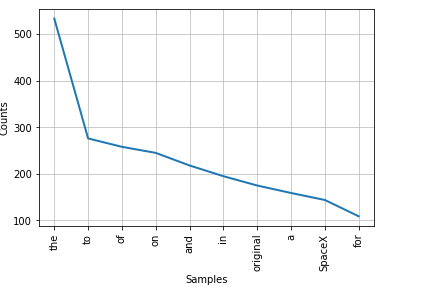 500
400
300
200
100
Counts
the
to
of
on
and
in
original
a
SpaceX
for
Samples